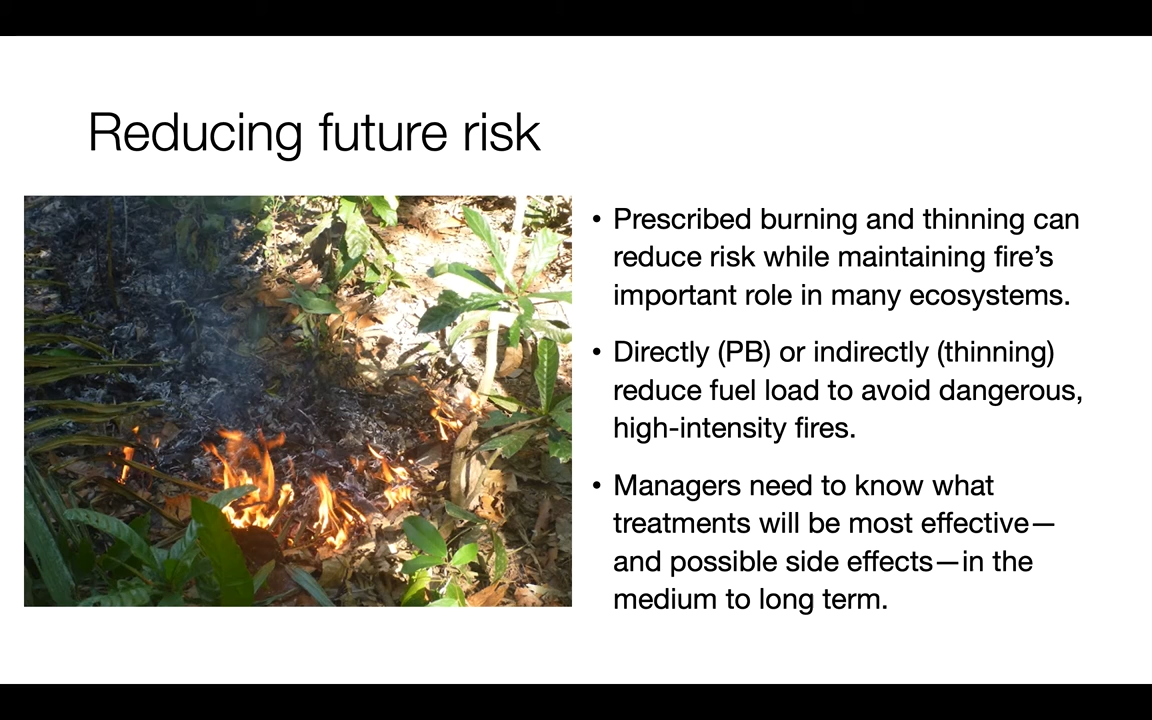 Reducing future risk
• Prescribed burning and thinning can
reduce risk while maintaining fire’s
important role in many ecosystems.
• Directly (PB) or indirectly (thinning)
reduce fuel load to avoid dangerous,
high-intensity fires.
• Managers need to know what
treatments will be most effective—
and possible side effects—in the
medium to long term.